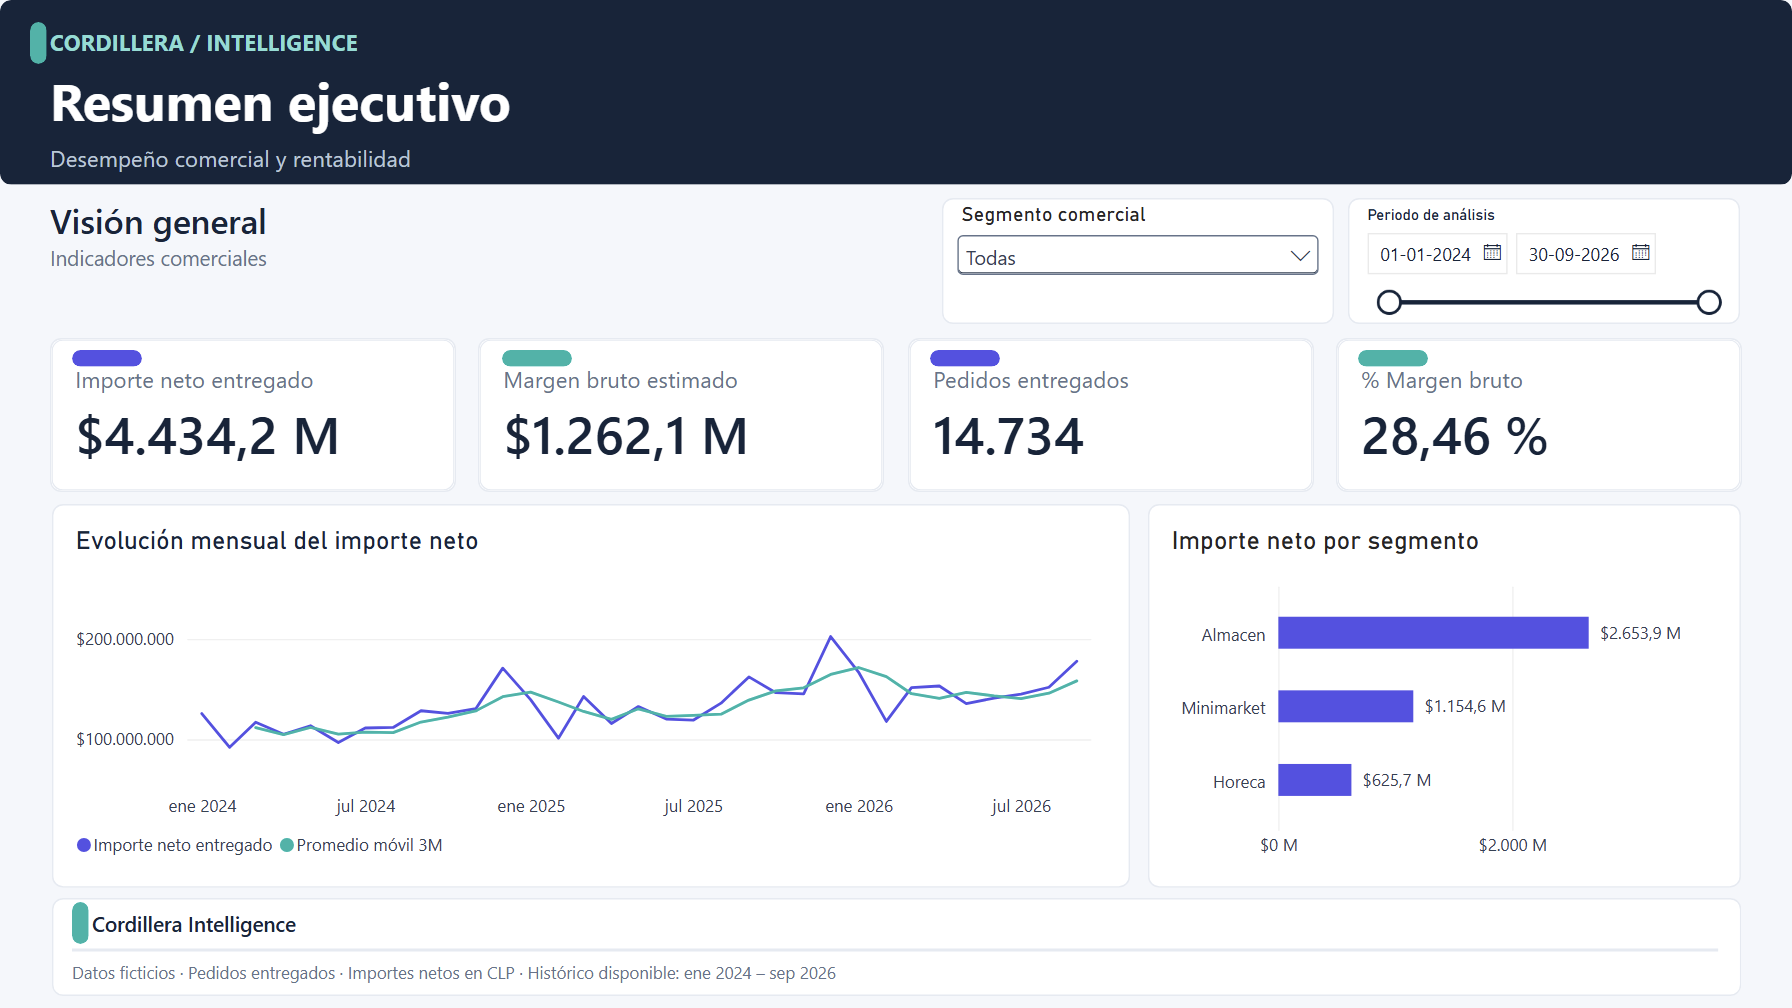 CORDILLERA / INTELLIGENCE
Resumen ejecutivo
Desempeño comercial y rentabilidad
Visión general
Indicadores comerciales
Segmento comercial
Todas
Periodo de análisis
01-01-2024
30-09-2026
Importe neto entregado
$4.434,2 M
Margen bruto estimado
$1.262,1 M
Pedidos entregados
14.734
% Margen bruto
28,46 %
Evolución mensual del importe neto
$200.000.000
$100.000.000
ene 2024
jul 2024
ene 2025
jul 2025
ene 2026
jul 2026
Importe neto entregado
Promedio móvil 3M
Importe neto por segmento
Almacen
$2.653,9 M
Minimarket
$1.154,6 M
Horeca
$625,7 M
$0 M
$2.000 M
Cordillera Intelligence
Datos ficticios · Pedidos entregados · Importes netos en CLP · Histórico disponible: ene 2024 – sep 2026